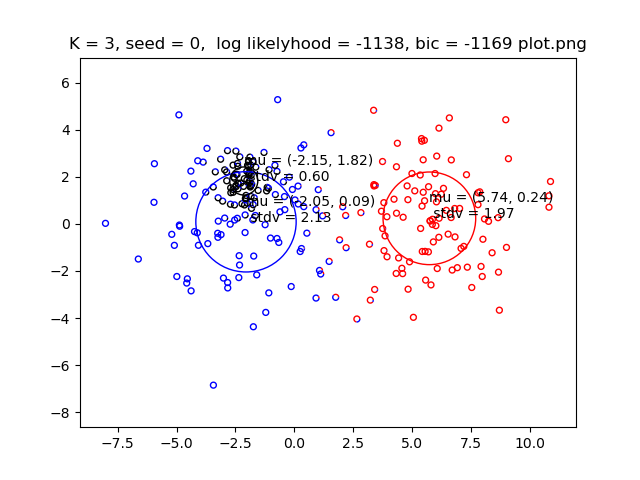 K = 3, seed = 0,  log likelyhood = -1138, bic = -1169 plot.png
6
4
2
0
−2
−4
−6
−8
mu = (-2.15, 1.82)
stdv = 0.60
mu = (-2.05, 0.09)
stdv = 2.13
mu = (5.74, 0.24)
stdv = 1.97
−7.5 −5.0 −2.5 0.0 2.5 5.0 7.5 10.0